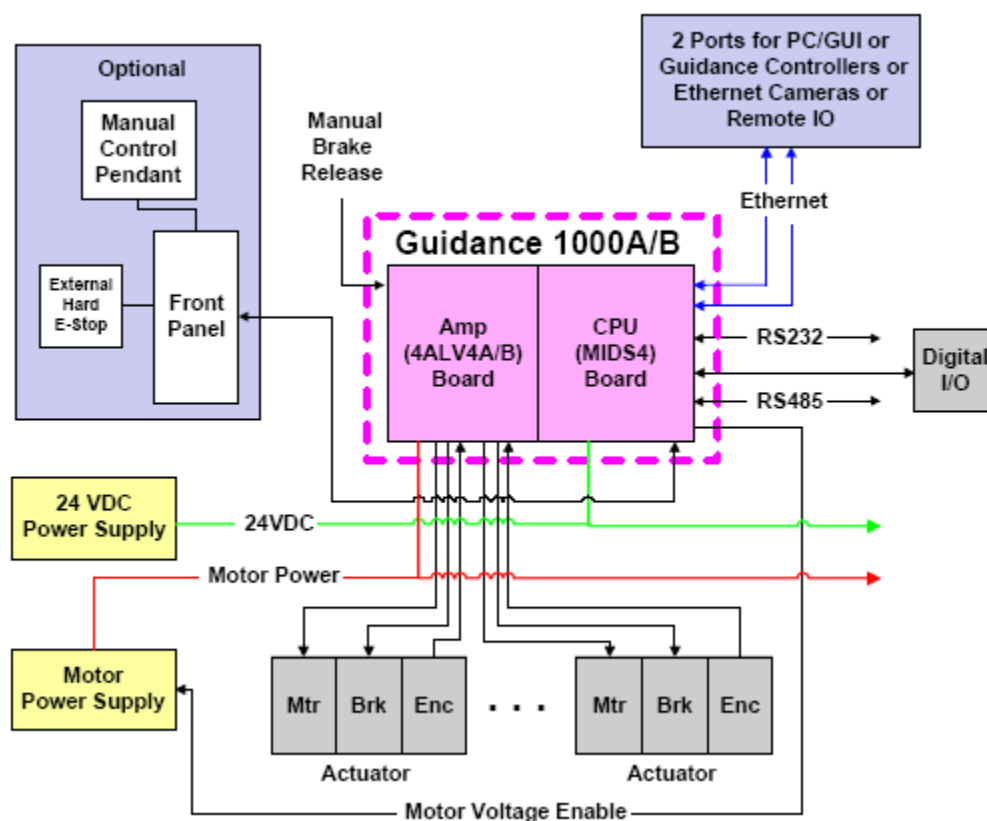 Optional
Manual
Control
Pendant
External
Hard
E-Stop
Front
Panel
Manual
Brake
Release
2 Ports for PC/GUI or
Guidance Controllers or
Ethernet Cameras or
Remote IO
Ethernet
Guidance 1000A/B
Amp
(4ALV4A/B)
Board
CPU
(MIDS4)
Board
RS232
RS485
Digital
I/O
24 VDC
Power Supply
24VDC
Motor Power
Motor
Power Supply
Mtr
Brk
Enc
. . .
Mtr
Brk
Enc
Actuator
Actuator
Motor Voltage Enable